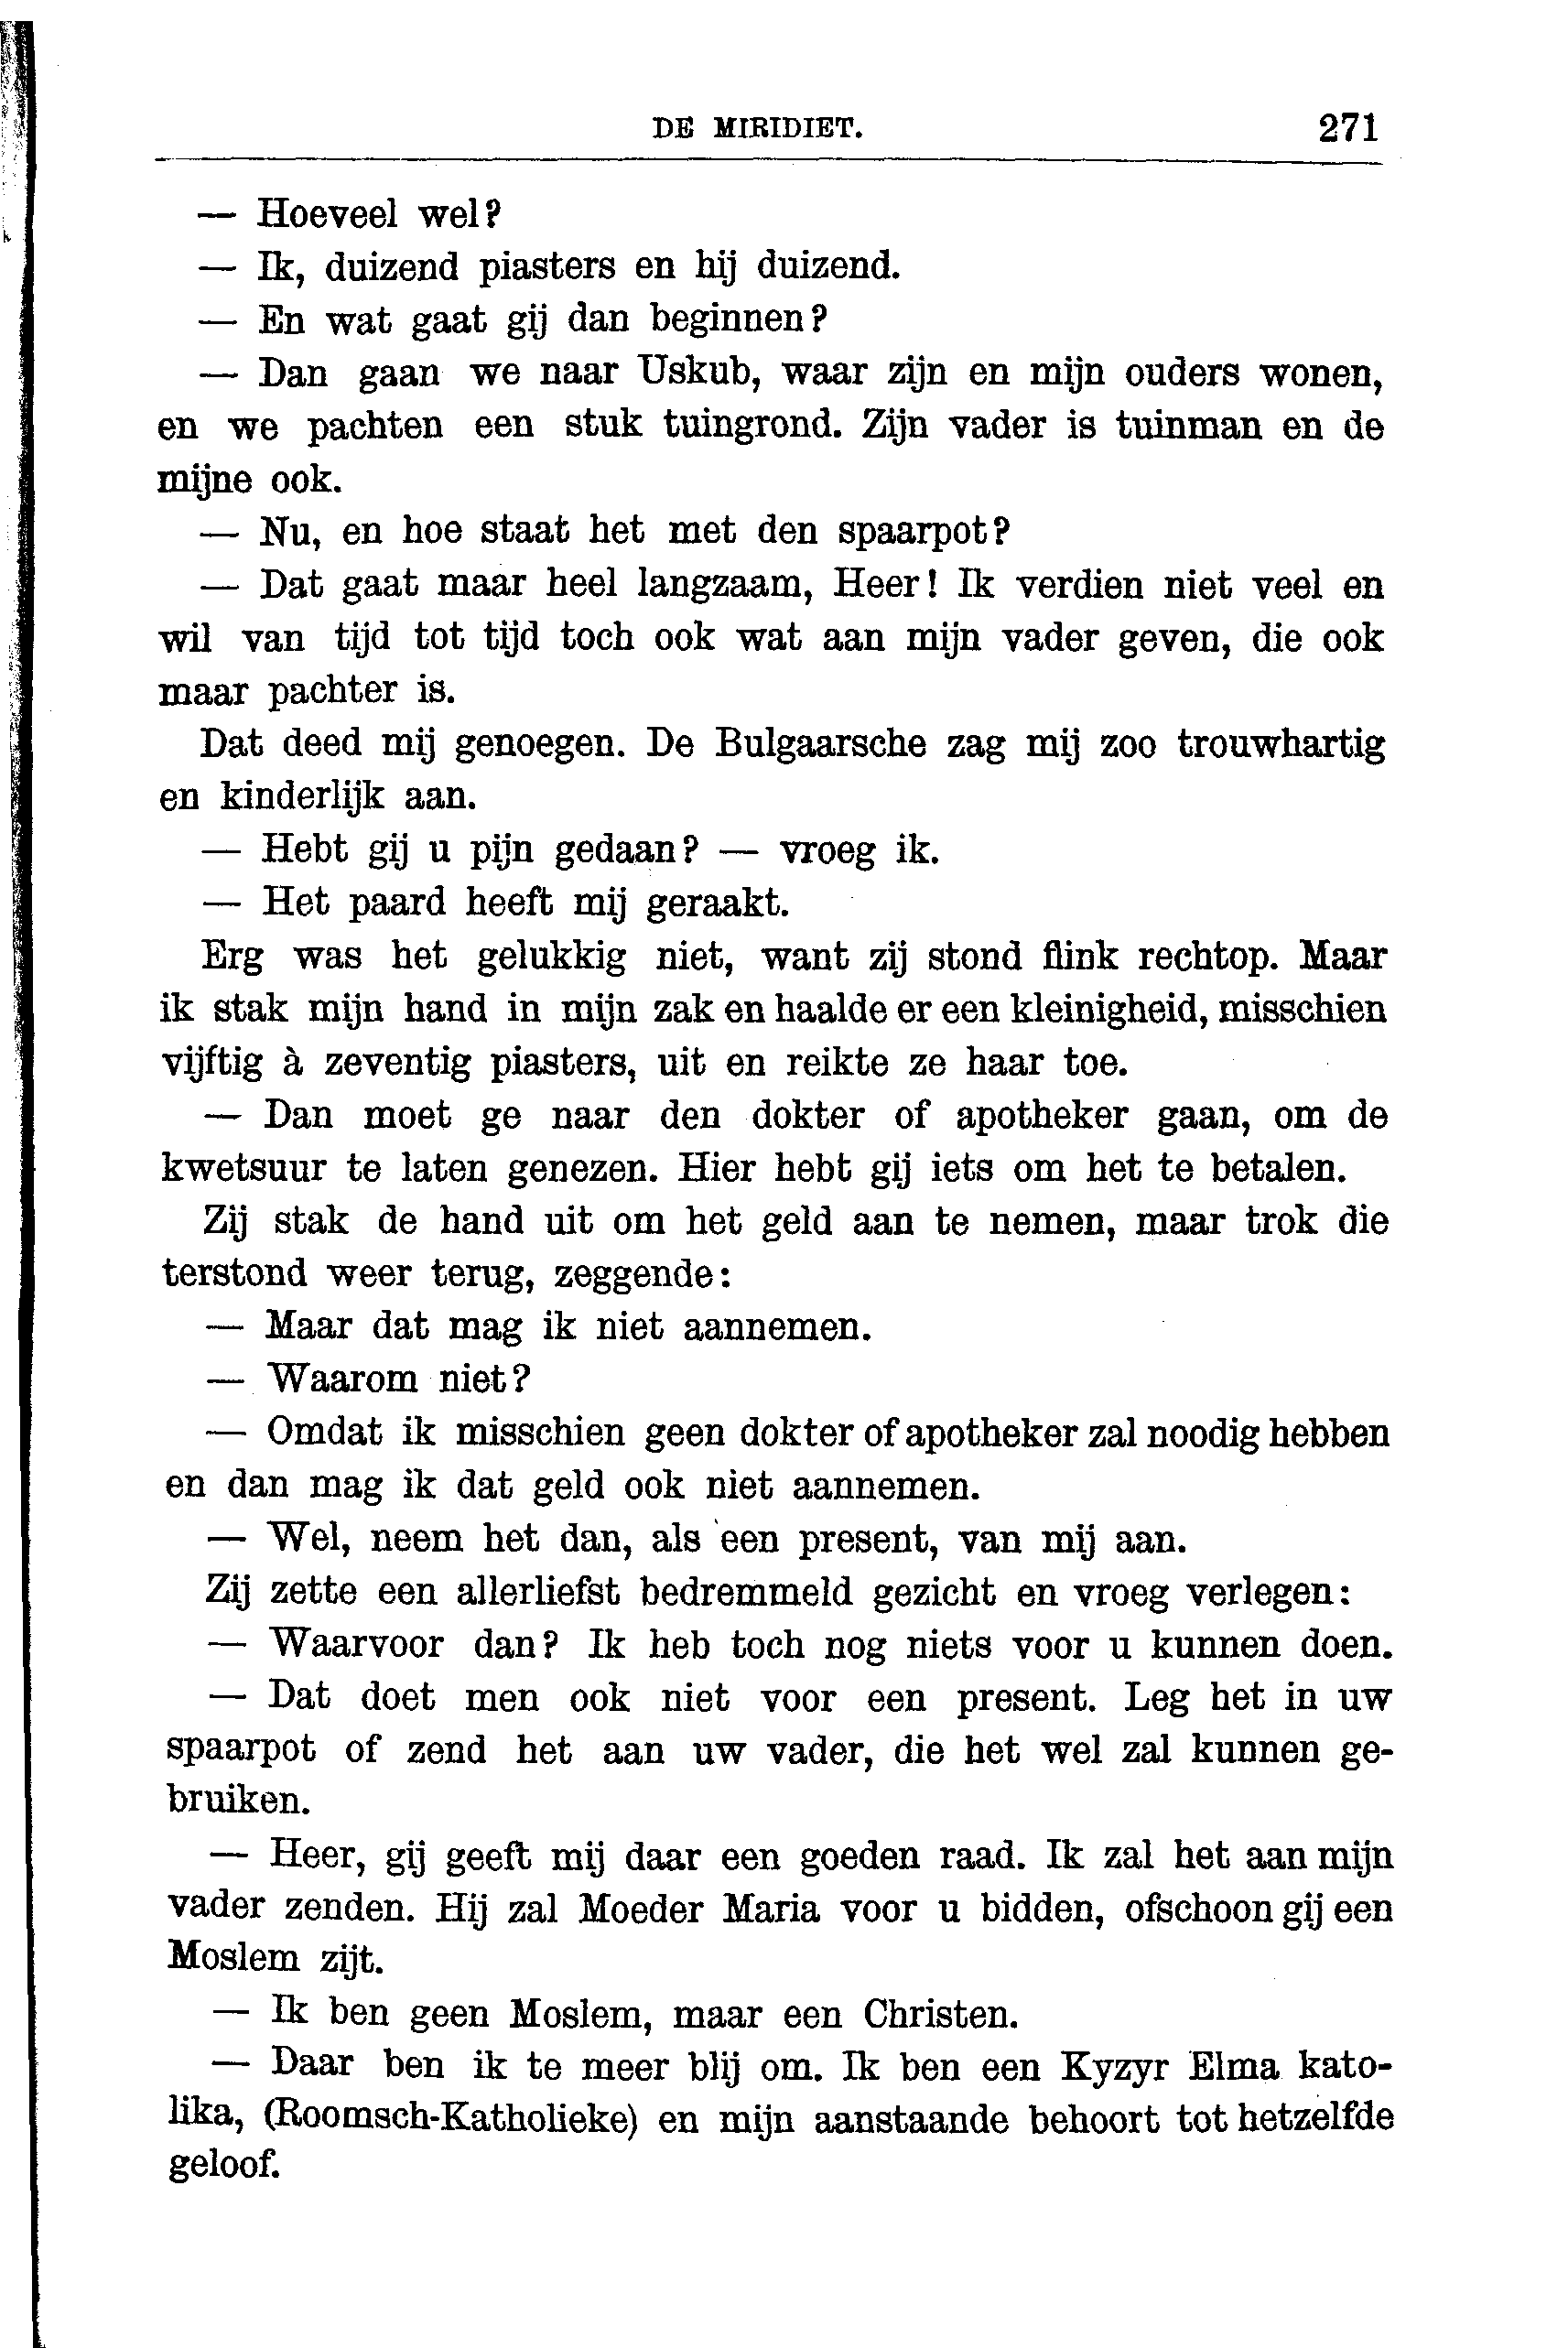 DE MIRIDIET. 271
— Hoeveel wel?
— Ik, duizend piasters en hij duizend.
— En wat gaat gij dan beginnen?
— Dan gaan we naar Uskub, waar zijn en mijn ouders wonen,
en we pachten een stuk tuingrond. Zijn vader is tuinman en de
mijne ook.
— Nu, en hoe staat het met den spaarpot?
— Dat gaat maar heel langzaam, Heer! Ik verdien niet veel en
wil van tijd tot tijd toch ook wat aan mijn vader geven, die ook
maar pachter is.
Dat deed mij genoegen. De Bulgaarsche zag mij zoo trouwhartig
en kinderlijk aan.
— Hebt gij u pijn gedaan? — vroeg ik.
— Het paard heeft mij geraakt.
Erg was het gelukkig niet, want zij stond flink rechtop. Maar
ik stak mijn hand in mijn zak en haalde er een kleinigheid, misschien
vijftig à zeventig piasters, uit en reikte ze haar toe.
— Dan moet ge naar den dokter of apotheker gaan, om de
kwetsuur te laten genezen. Hier hebt gij iets om het te betalen.
Zij stak de hand uit om het geld aan te nemen, maar trok die
terstond weer terug, zeggende:
— Maar dat mag ik niet aannemen.
— Waarom niet?
— Omdat ik misschien geen dokter of apotheker zal noodig hebben
en dan mag ik dat geld ook niet aannemen.
— Wel, neem het dan, als een present, van mij aan.
Zij zette een allerliefst bedremmeld gezicht en vroeg verlegen:
— Waarvoor dan? Ik heb toch nog niets voor u kunnen doen.
— Dat doet men ook niet voor een present. Leg het in uw
spaarpot of zend het aan uw vader, die het wel zal kunnen ge-
bruiken.
— Heer, gij geeft mij daar een goeden raad. Ik zal het aan mijn
vader zenden. Hij zal Moeder Maria voor u bidden, ofschoon gij een
Moslem zijt.
— Ik ben geen Moslem, maar een Christen.
— Daar ben ik te meer blij om. Ik ben een Kyzyr Elma kato-
lika, (Roomsch-Katholieke) en mijn aanstaande behoort tot hetzelfde
geloof.